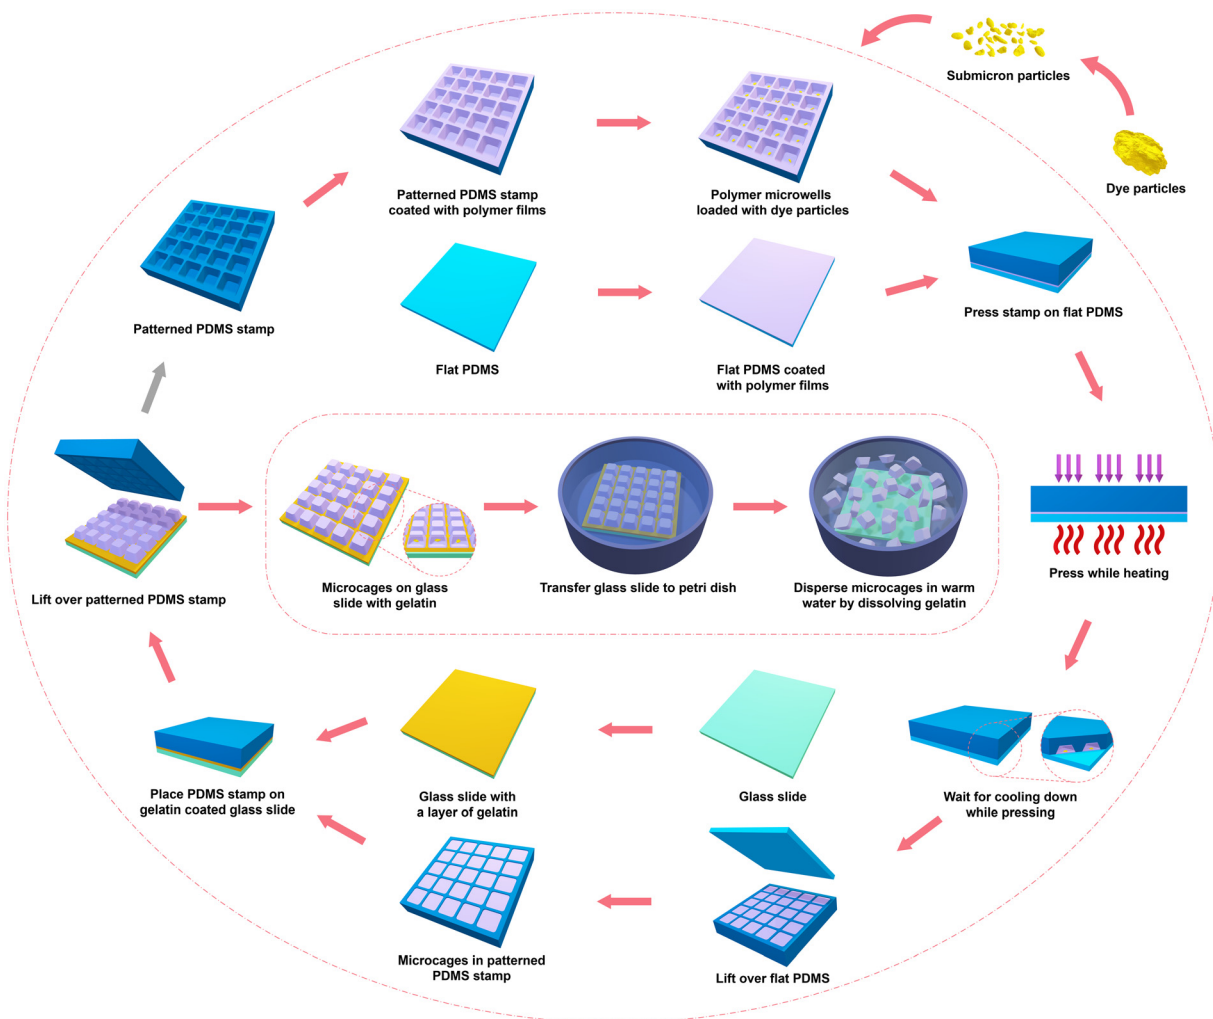 Submicron particles
Dye particles
Patterned PDMS stamp
coated with polymer films
Polymer microwells
loaded with dye particles
Patterned PDMS stamp
Press stamp on flat PDMS
Flat PDMS
Flat PDMS coated
with polymer films
Lift over patterned PDMS stamp
Microcages on glass
slide with gelatin
Transfer glass slide to petri dish
Disperse microcages in warm
water by dissolving gelatin
Press while heating
Place PDMS stamp on
gelatin coated glass slide
Glass slide with
a layer of gelatin
Glass slide
Wait for cooling down
while pressing
Microcages in patterned
PDMS stamp
Lift over flat PDMS